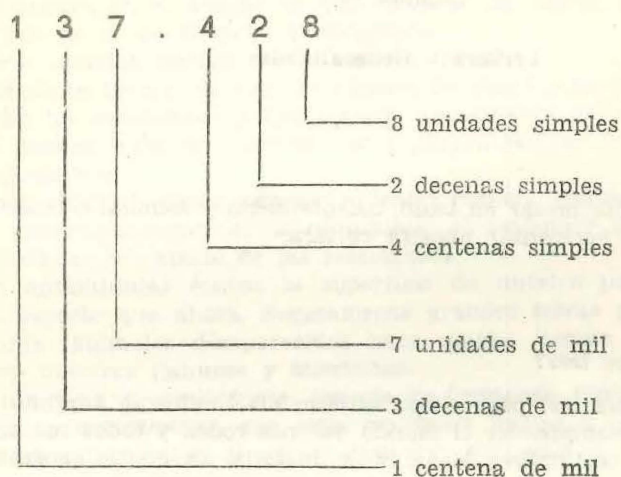 1 3 7 . 4 2 8
8 unidades simples
2 decenas simples
4 centenas simples
7 unidades de mil
3 decenas de mil
1 centena de mil